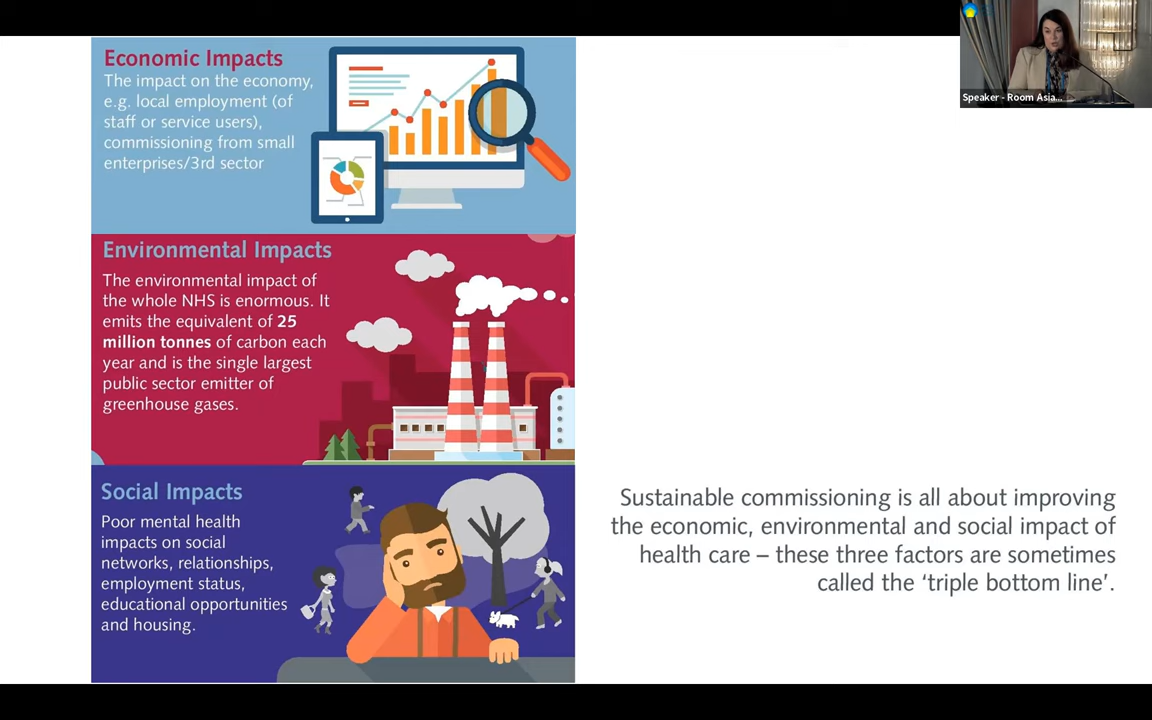 Economic Impacts
The impact on the economy,
e.g. local employment (of
staff or service users),
commissioning from small
enterprises/3rd sector
Environmental Impacts
The environmental impact of
the whole NHS is enormous. It
emits the equivalent of 25
million tonnes of carbon each
year and is the single largest
public sector emitter of
greenhouse gases.
Social Impacts
Poor mental health
impacts on social
networks, relationships,
employment status,
educational opportunities
and housing.
Sustainable commissioning is all about improving
the economic, environmental and social impact of
health care – these three factors are sometimes
called the ‘triple bottom line’.
Speaker - Room Asia...